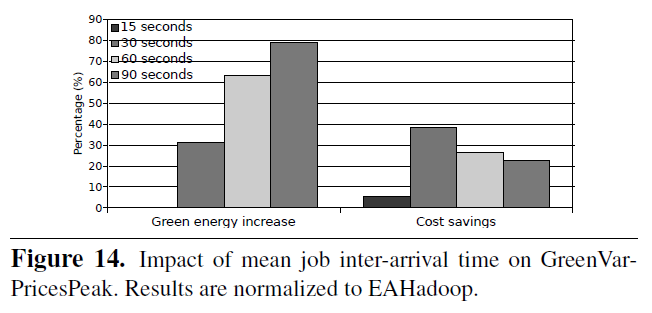 90
80
70
60
50
40
30
20
10
0
Percentage (%)
15 seconds
30 seconds
60 seconds
90 seconds
Green energy increase
Cost savings
Figure 14. Impact of mean job inter-arrival time on GreenVar-
PricesPeak. Results are normalized to EAHadoop.